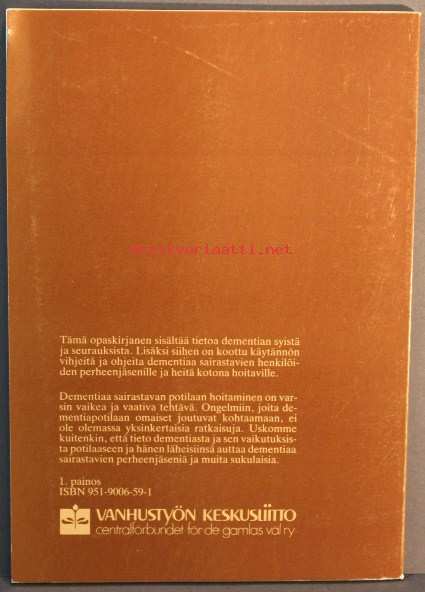 antikvariaatti.net
Tämä opaskirjanen sisältää tietoa dementian syistä
ja seurauksista. Lisäksi siihen on koottu käytännön
vihjeitä ja ohjeita dementiaa sairastavien henkilöi-
den perheenjäsenille ja heitä kotona hoitaville.
Dementiaa sairastavan potilaan hoitaminen on var-
sin vaikea ja vaativa tehtävä. Ongelmiin, joita de-
mentiapotilaan omaiset joutuvat kohtaamaan, ei
ole olemassa yksinkertaisia ratkaisuja. Uskomme
kuitenkin, että tieto dementiasta ja sen vaikutuksis-
ta potilaaseen ja hänen läheisiinsä auttaa dementiaa
sairastavien perheenjäseniä ja muita sukulaisia.
1. painos
ISBN 951-9006-59-1
VANHUSTYÖN KESKUSLIITTO
centralförbundet för de gamlas väl ry